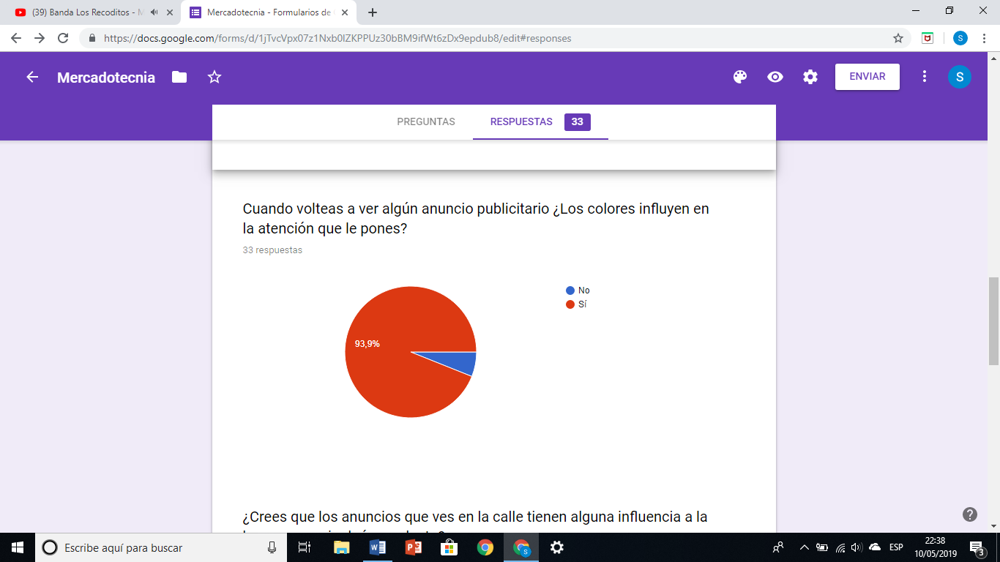 (39) Banda Los Recoditos - M
Mercadotecnia - Formularios de
https://docs.google.com/forms/d/1jTvcVpx07z1Nxb0lZKPPUz30bBM9ifWt6zDx9epdub8/edit#responses
S
Mercadotecnia
ENVIAR
S
PREGUNTAS
RESPUESTAS
33
Cuando volteas a ver algún anuncio publicitario ¿Los colores influyen en
la atención que le pones?
33 respuestas
No
Sí
93,9%
¿Crees que los anuncios que ves en la calle tienen alguna influencia a la
Escribe aquí para buscar
ESP
22:38
10/05/2019
3